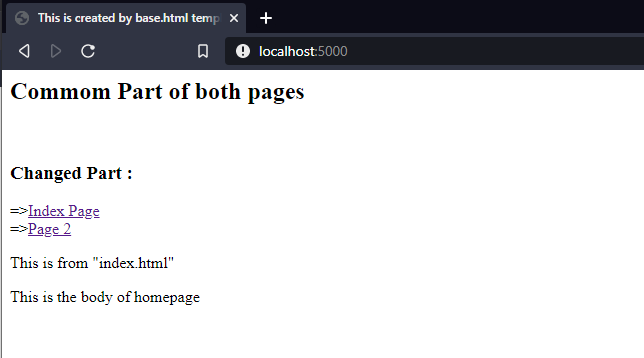 This is created by base.html temp
localhost:5000
Commom Part of both pages
Changed Part :
=>Index Page
=>Page 2
This is from "index.html"
This is the body of homepage